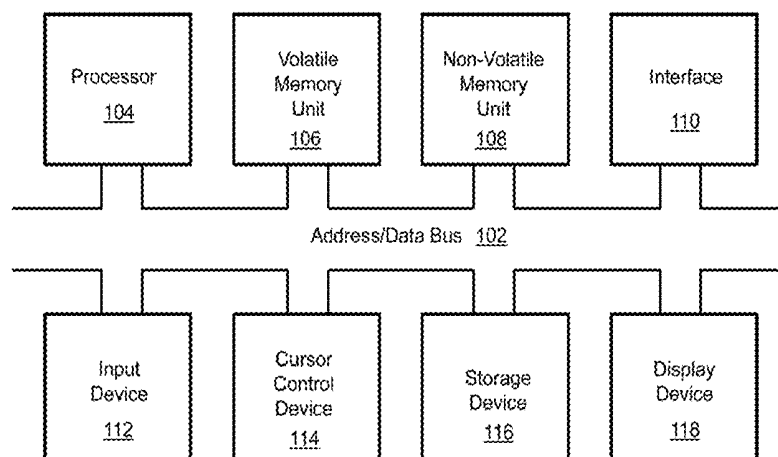 Processor
104
Volatile
Memory
Unit
106
Non-Volatile
Memory
Unit
108
Interface
110
Address/Data Bus 102
Input
Device
112
Cursor
Control
Device
114
Storage
Device
116
Display
Device
118